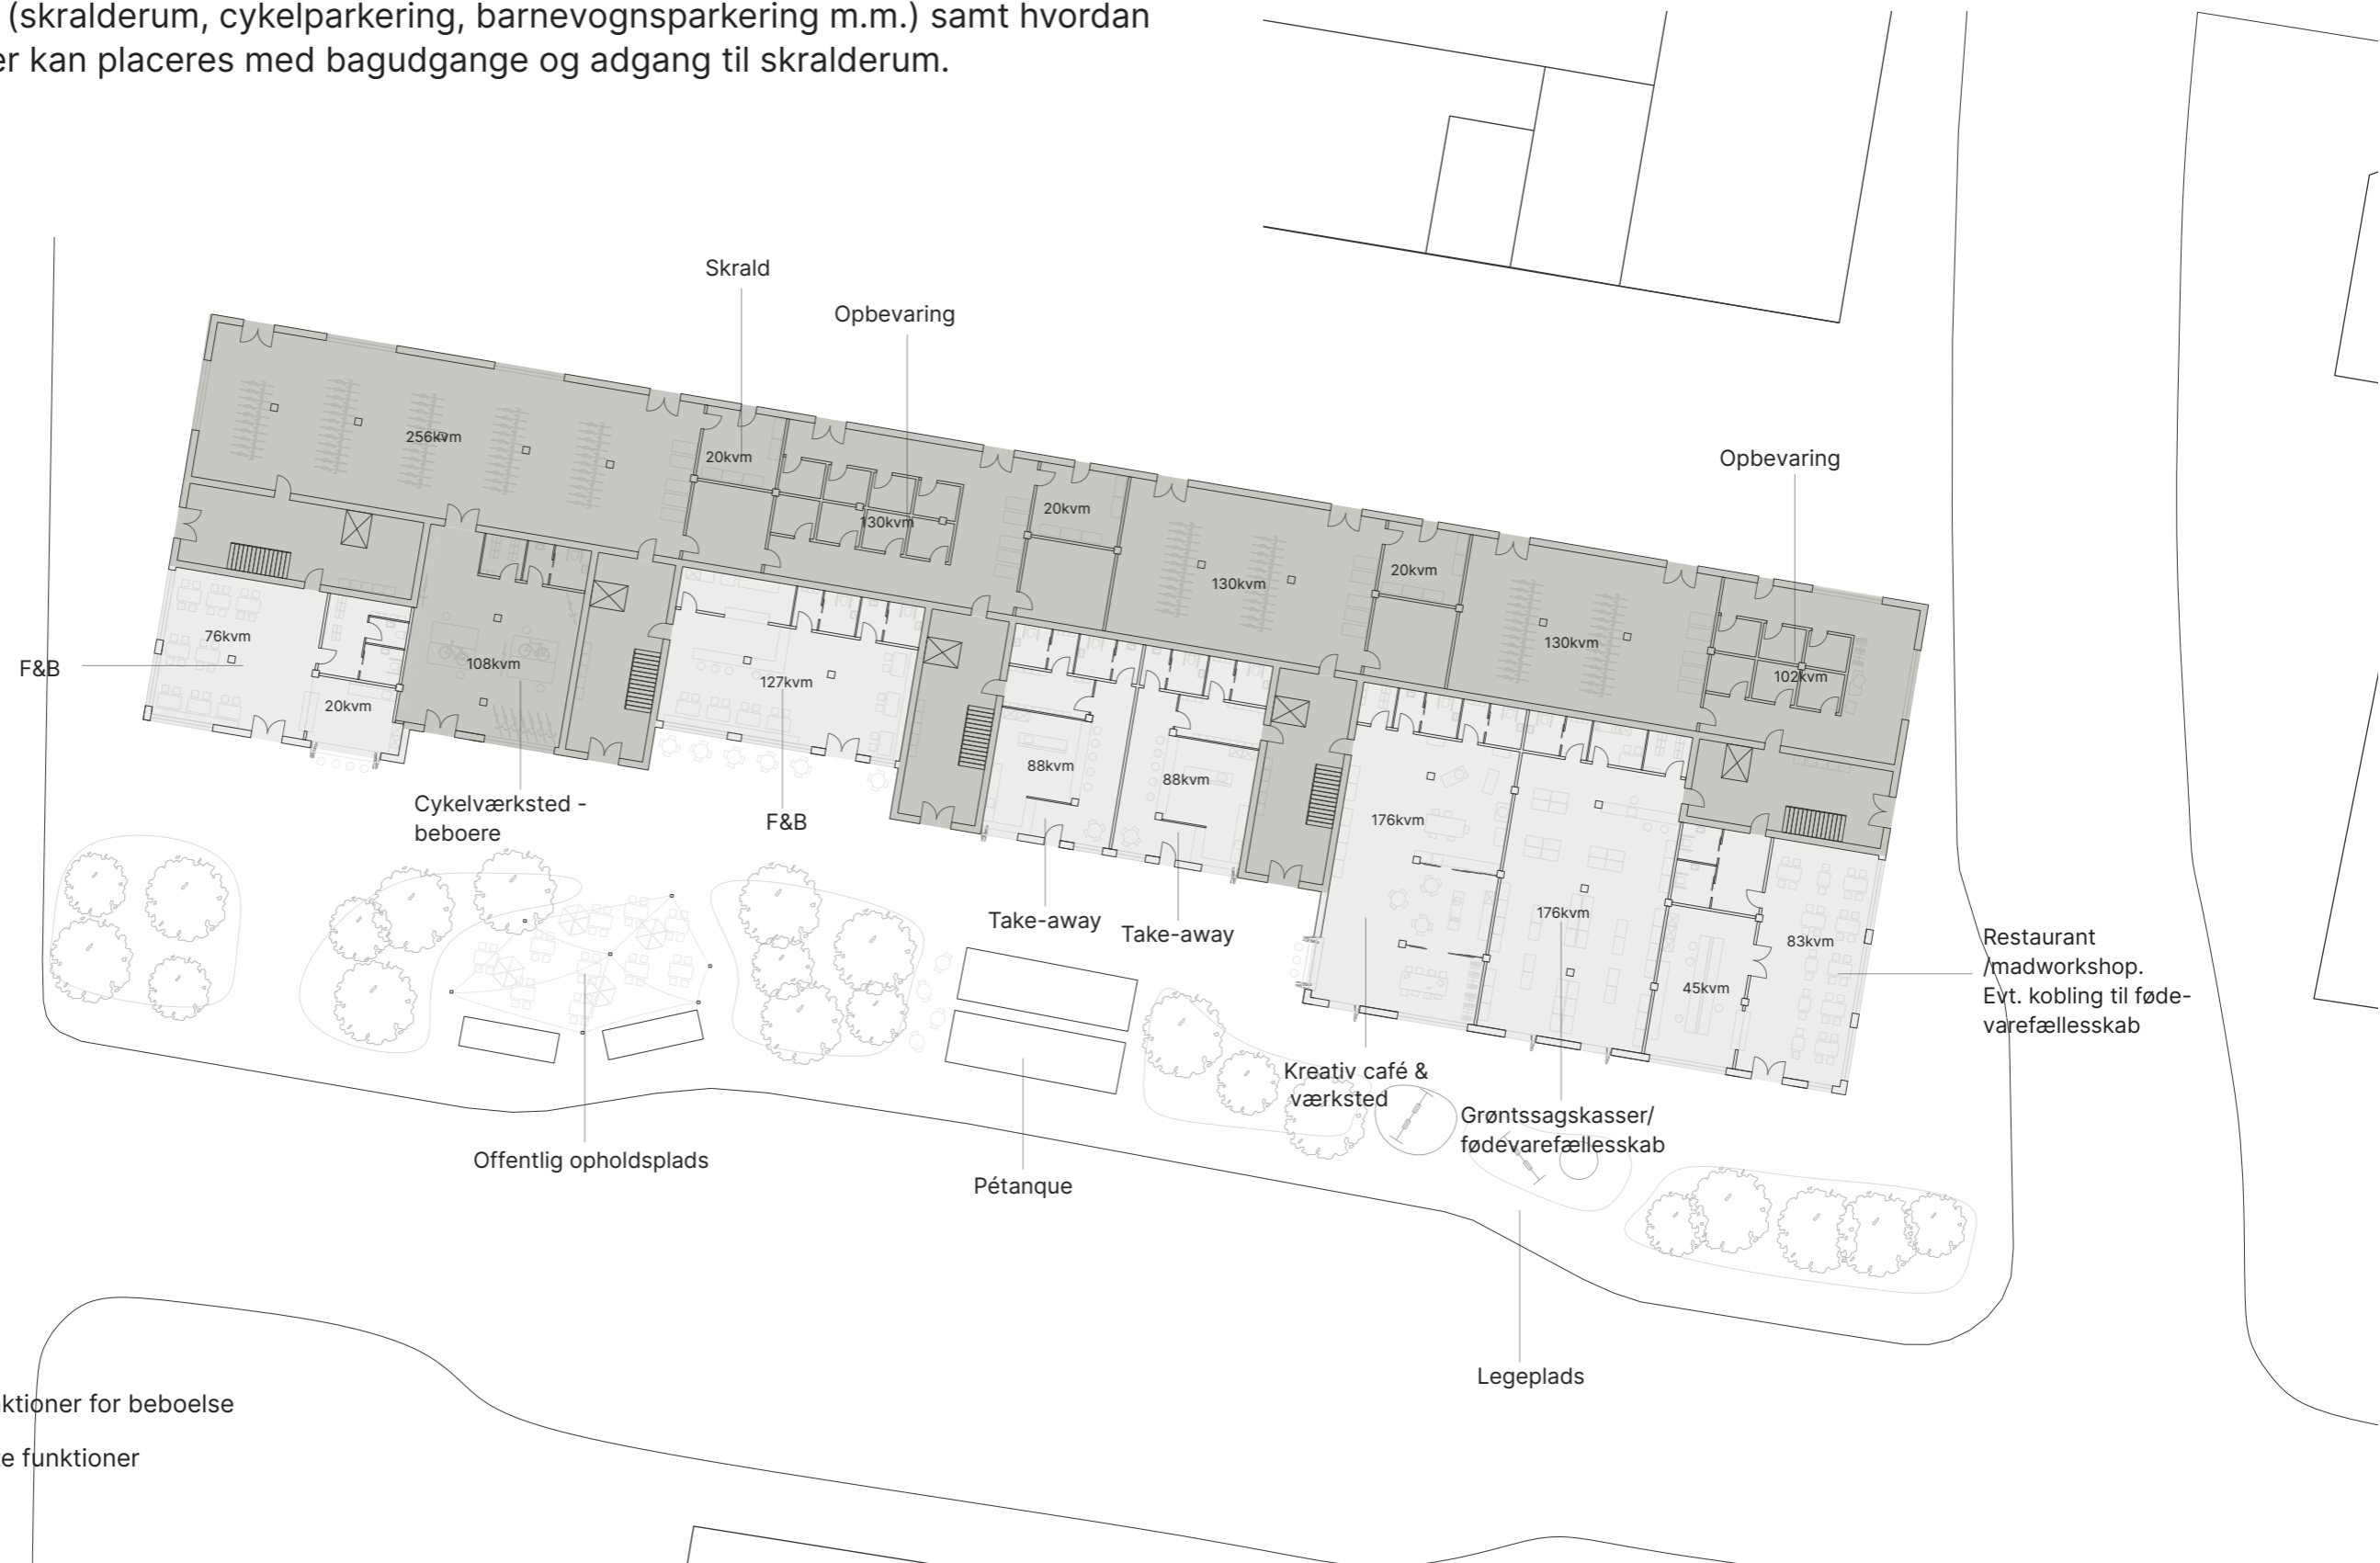 (skralderum, cykelparkering, barnevognsparkering m.m.) samt hvordan
er kan placeres med bagudgange og adgang til skralderum.
Skrald
Opbevaring
Opbevaring
256kvm
20kvm
130kvm
20kvm
130kvm
20kvm
130kvm
102kvm
F&B
76kvm
20kvm
108kvm
127kvm
88kvm
88kvm
176kvm
176kvm
45kvm
83kvm
Cykelværksted -
beboere
F&B
Take-away
Take-away
Restaurant
/madworkshop.
Evt. kobling til føde-
varefællesskab
Kreativ café &
værksted
Grøntssagskasser/
fødevarefællesskab
Offentlig opholdsplads
Pétanque
Legeplads
ktioner for beboelse
e funktioner